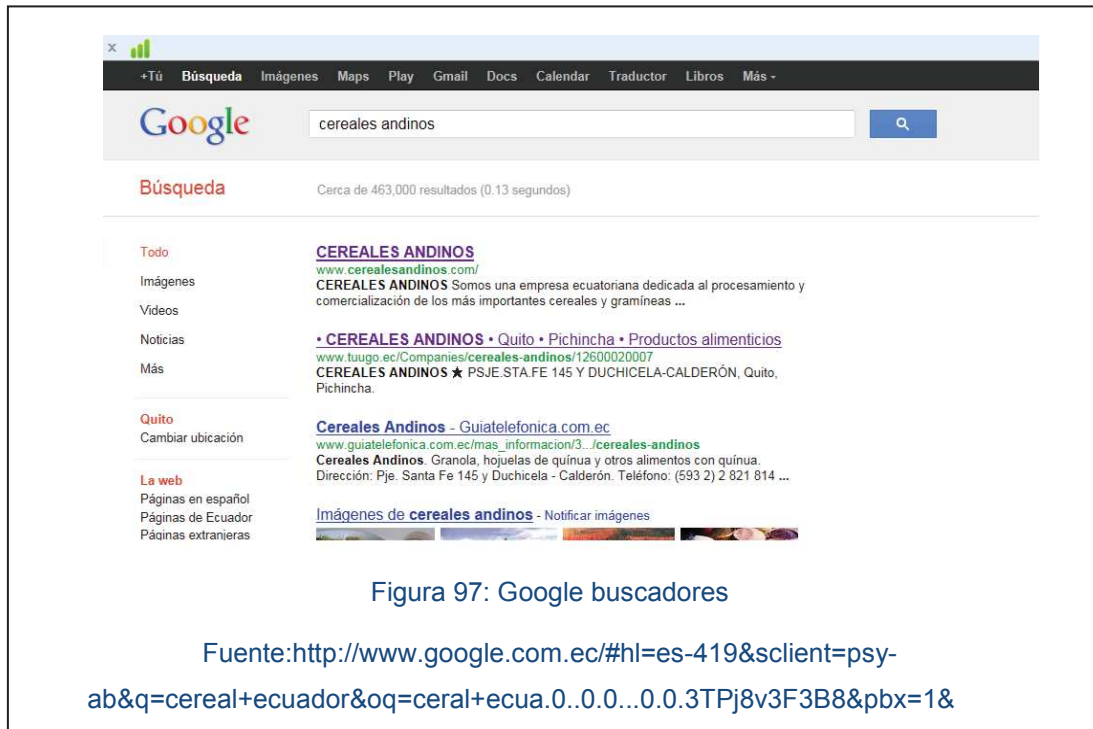 x
+Tú Búsqueda Imágenes Maps Play Gmail Docs Calendar Traductor Libros Más
Google
cereales andinos
Búsqueda
Cerca de 463,000 resultados (0.13 segundos)
Todo
Imágenes
Videos
Noticias
Más
Quito
Cambiar ubicación
La web
Páginas en español
Páginas de Ecuador
Páginas extranjeras
CEREALES ANDINOS
www.cerealesandinos.com/
CEREALES ANDINOS Somos una empresa ecuatoriana dedicada al procesamiento y
comercialización de los más importantes cereales y gramíneas ...
• CEREALES ANDINOS • Quito • Pichincha • Productos alimenticios
www.tuugo.ec/Companies/cereales-andinos/12600020007
CEREALES ANDINOS ★ PSJE.STA.FE 145 Y DUCHICELA-CALDERÓN, Quito,
Pichincha.
Cereales Andinos - Guiatelefonica.com.ec
www.guiatelefonica.com.ec/mas_informacion/3.../cereales-andinos
Cereales Andinos. Granola, hojuelas de quínua y otros alimentos con quínua.
Dirección: Pje. Santa Fe 145 y Duchicela - Calderón. Teléfono: (593 2) 2 821 814 ...
Imágenes de cereales andinos - Notificar imágenes
Figura 97: Google buscadores
Fuente:http://www.google.com.ec/#hl=es-419&sclient=psy-
ab&q=cereal+ecuador&oq=ceral+ecua.0..0.0...0.0.3TPj8v3F3B8&pbx=1&